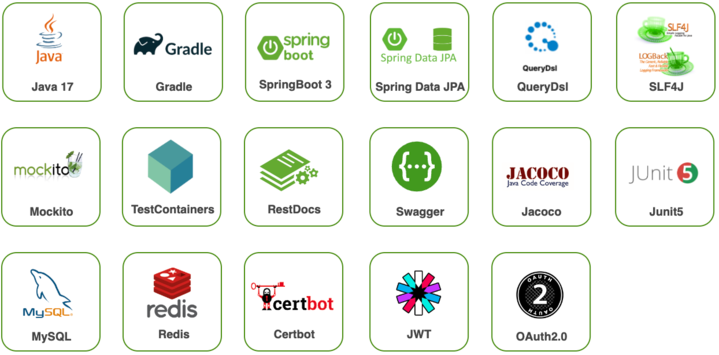 Java
Java 17
Gradle
Gradle
spring
boot
SpringBoot 3
Spring Data JPA
Spring Data JPA
QueryDsl
QueryDsl
SLF4J
LOGBack
SLF4J
mockito
Mockito
TestContainers
RestDocs
{...}
Swagger
JACOCO
Java Code Coverage
Jacoco
JUnit 5
Junit5
MySQL
MySQL
redis
Redis
certbot
Certbot
JWT
OAUTH
2
OAUTH
OAuth2.0